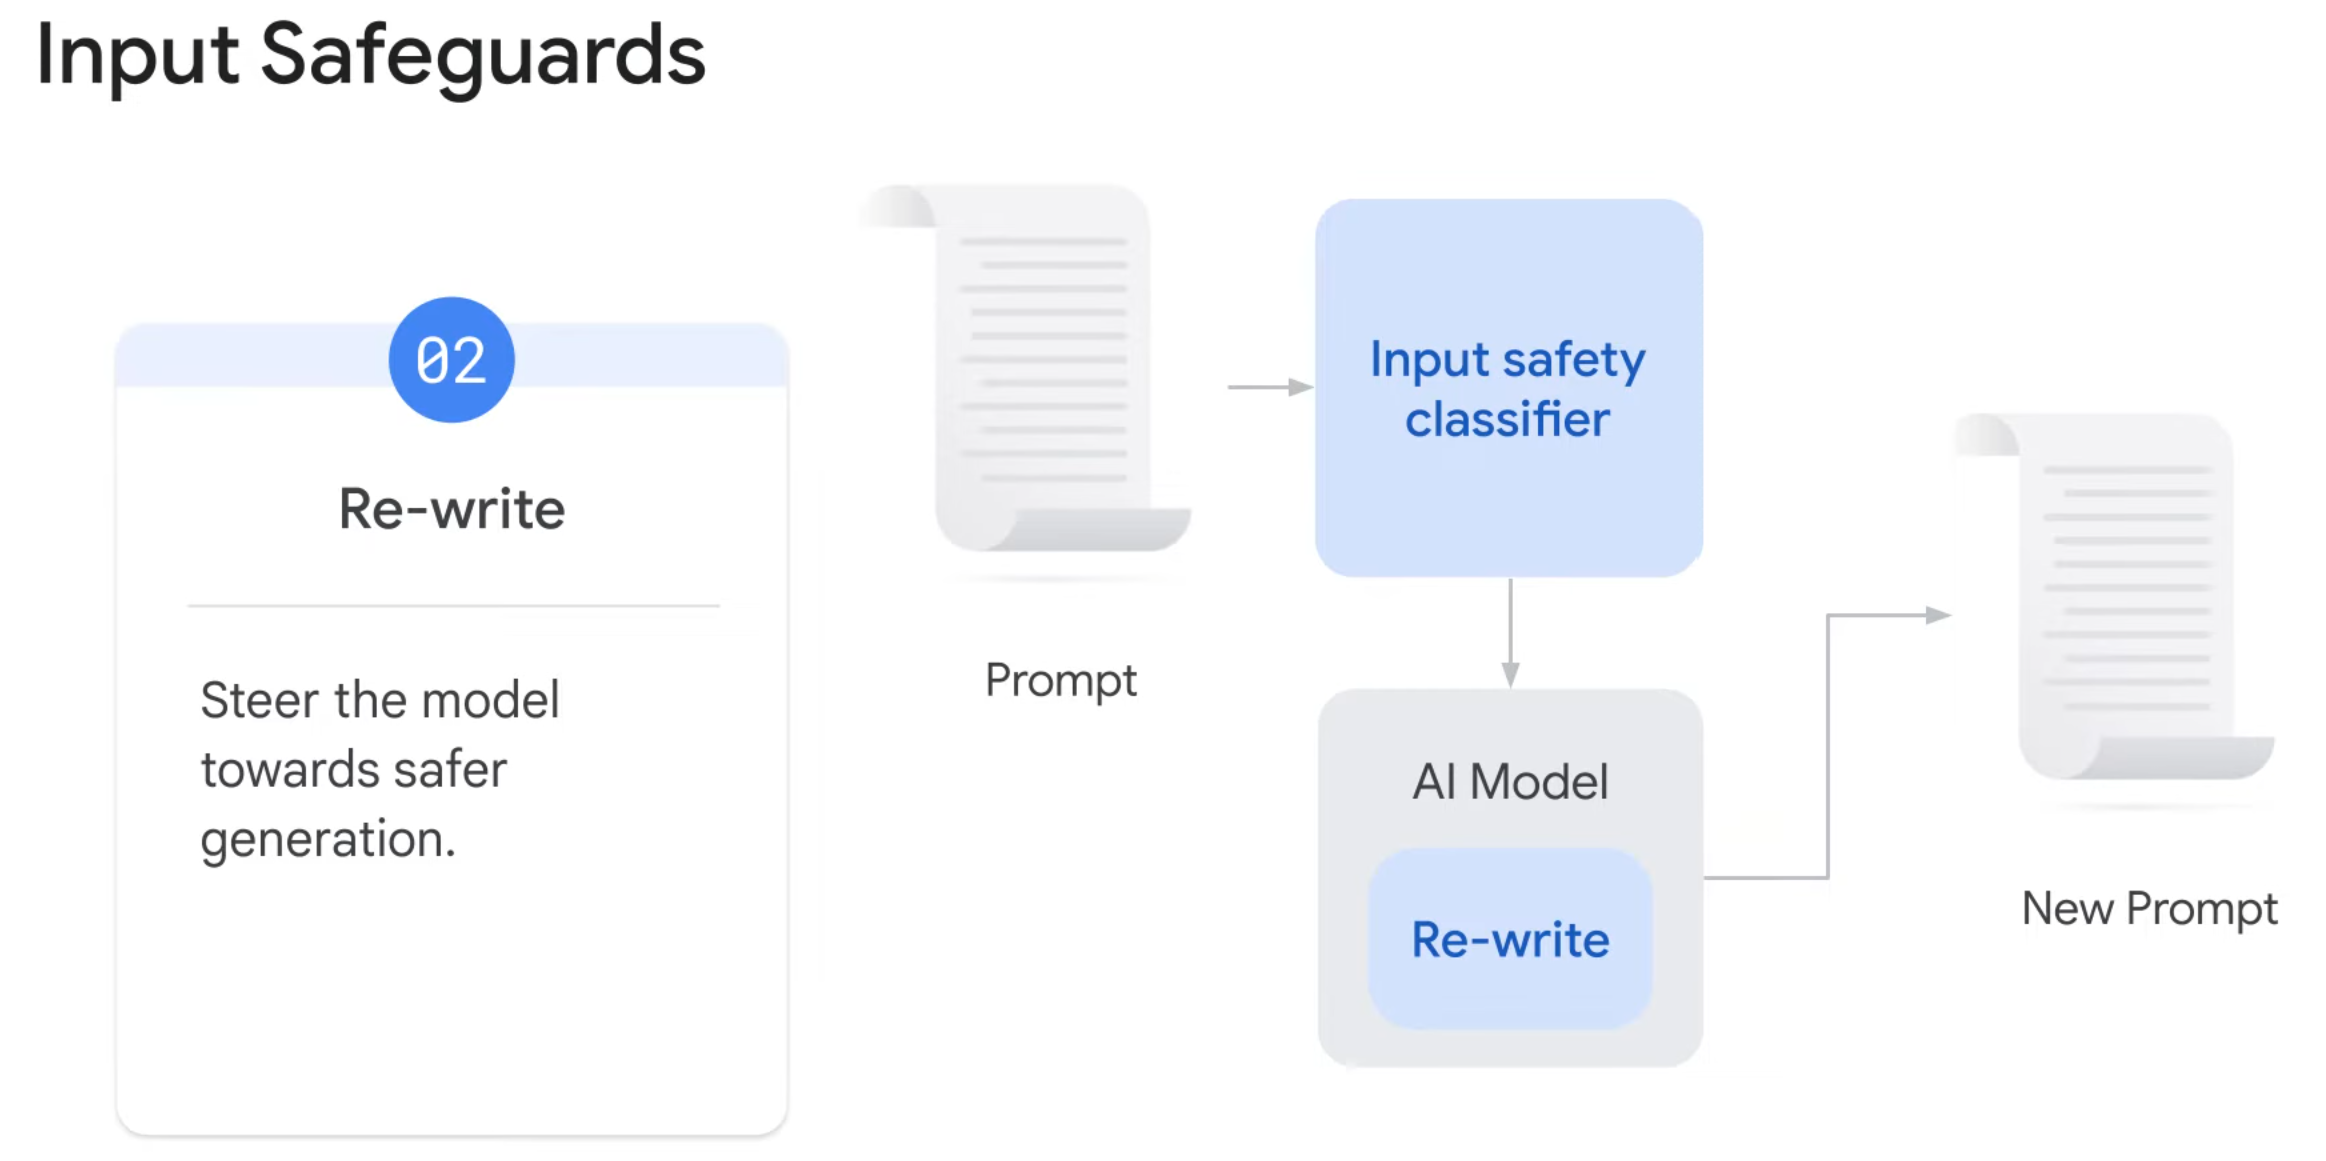 Input Safeguards
02
Re-write
Steer the model
towards safer
generation.
Prompt
Input safety
classifier
AI Model
Re-write
New Prompt